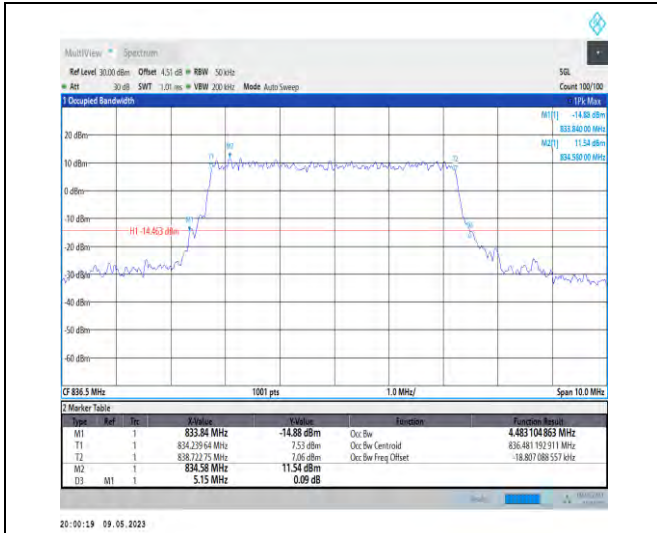 MultiView Spectrum
Ref Level 30.00 dBm Offset 4.51 dB RBW 50 kHz SGL
Att 30 dB SWT 1.01 ms VBW 200 kHz Mode Auto Sweep Count 100/100
1 Occupied Bandwidth 1Pk Max
M1[1] -14.88 dBm
833.840 00 MHz
M2[1] 11.54 dBm
834.580 00 MHz
20 dBm
10 dBm
0 dBm
-10 dBm
-30 dBm
-40 dBm
-50 dBm
-60 dBm
T1
M2
T2
M1
H1 -14.463 dBm
CF 836.5 MHz 1001 pts 1.0 MHz/ Span 10.0 MHz
2 Marker Table
Type Ref Trc X-Value Y-Value Function Function Result
M1 1 833.84 MHz -14.88 dBm Occ Bw 4.483 104 863 MHz
T1 1 834.239 64 MHz 7.53 dBm Occ Bw Centroid 836.481 192 911 MHz
T2 1 838.722 75 MHz 7.06 dBm Occ Bw Freq Offset -18.807 088 557 kHz
M2 1 834.58 MHz 11.54 dBm
D3 M1 1 5.15 MHz 0.09 dB
20:00:19 09.05.2023